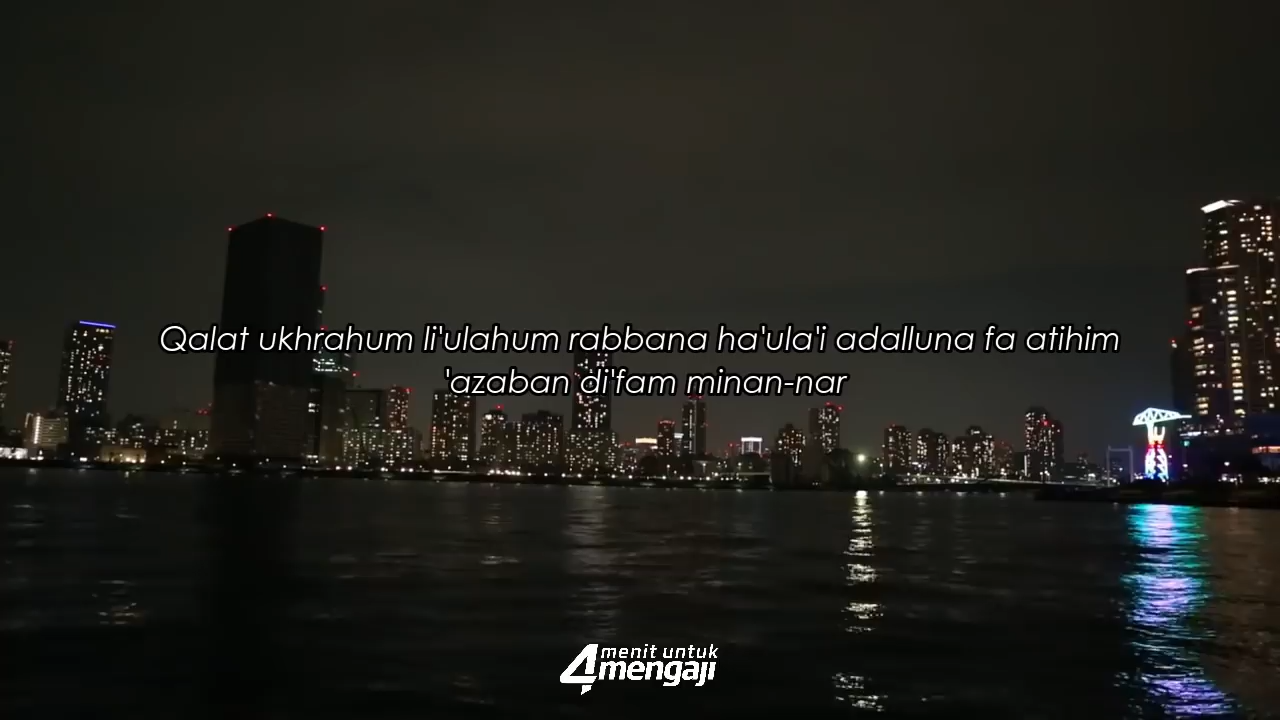 Qalat ukhrahum li'ulahum rabbana ha'ula'i adalluna fa atihim
'azaban di'fam minan-nar
4 menit untuk
mengaji